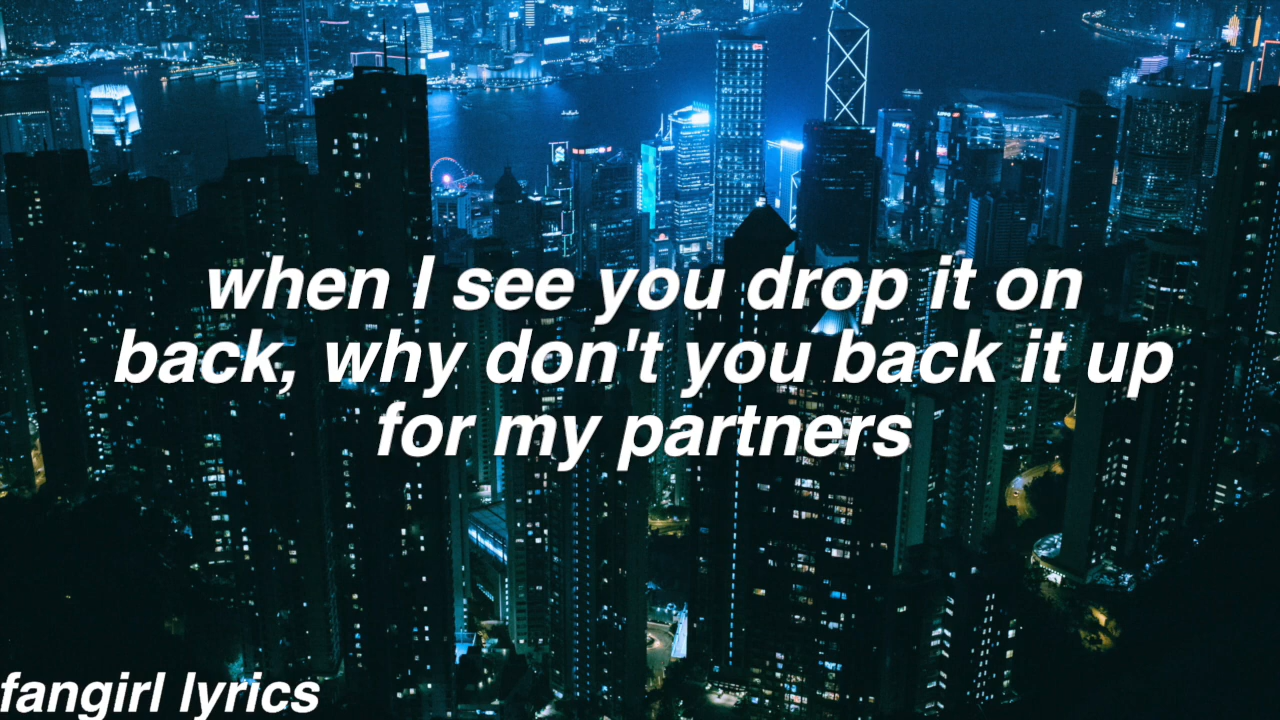 when I see you drop it on
back, why don't you back it up
for my partners
fangirl lyrics